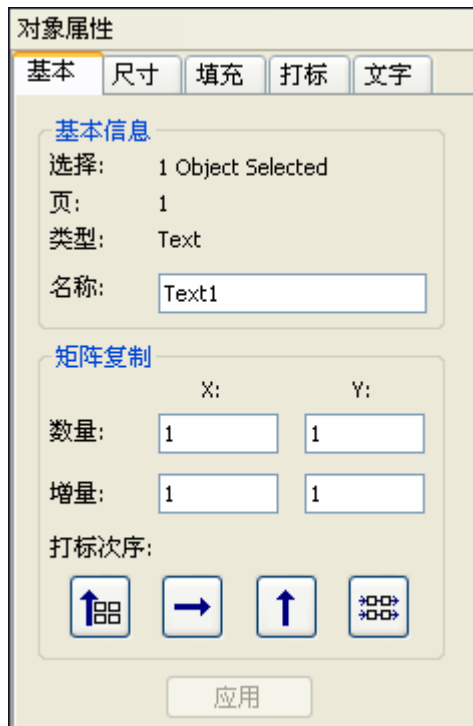 对象属性
基本 尺寸 填充 打标 文字
基本信息
选择: 1 Object Selected
页: 1
类型: Text
名称: Text1
矩阵复制
X: Y:
数量: 1 1
增量: 1 1
打标次序:
应用